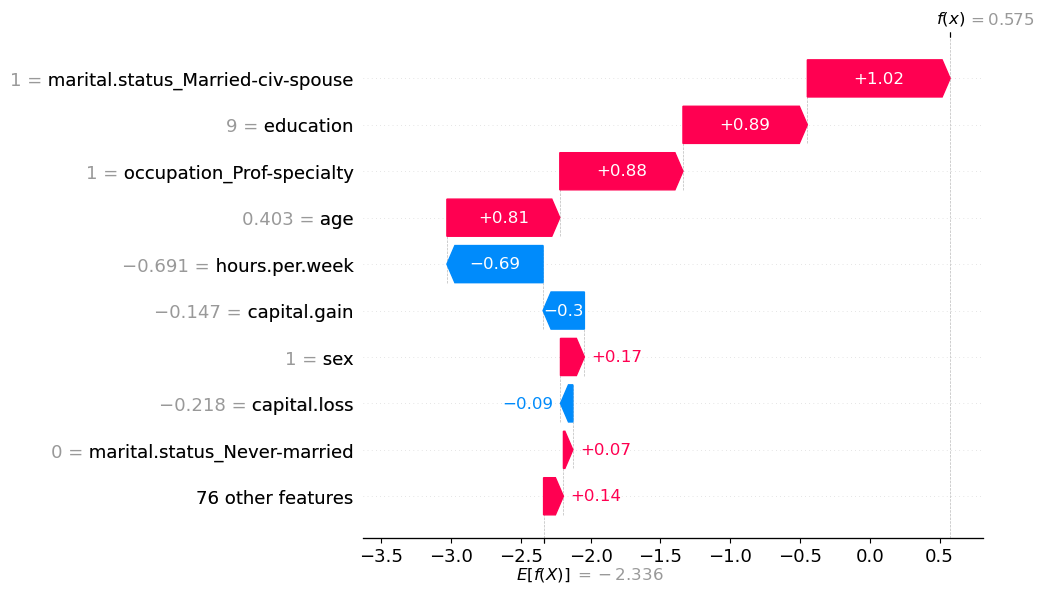 f(x) = 0.575
1 = marital.status_Married-civ-spouse +1.02
9 = education +0.89
1 = occupation_Prof-specialty +0.88
0.403 = age +0.81
−0.691 = hours.per.week −0.69
−0.147 = capital.gain −0.3
1 = sex +0.17
−0.218 = capital.loss −0.09
0 = marital.status_Never-married +0.07
76 other features +0.14
−3.5 −3.0 −2.5 −2.0 −1.5 −1.0 −0.5 0.0 0.5
E[f(X)] = −2.336